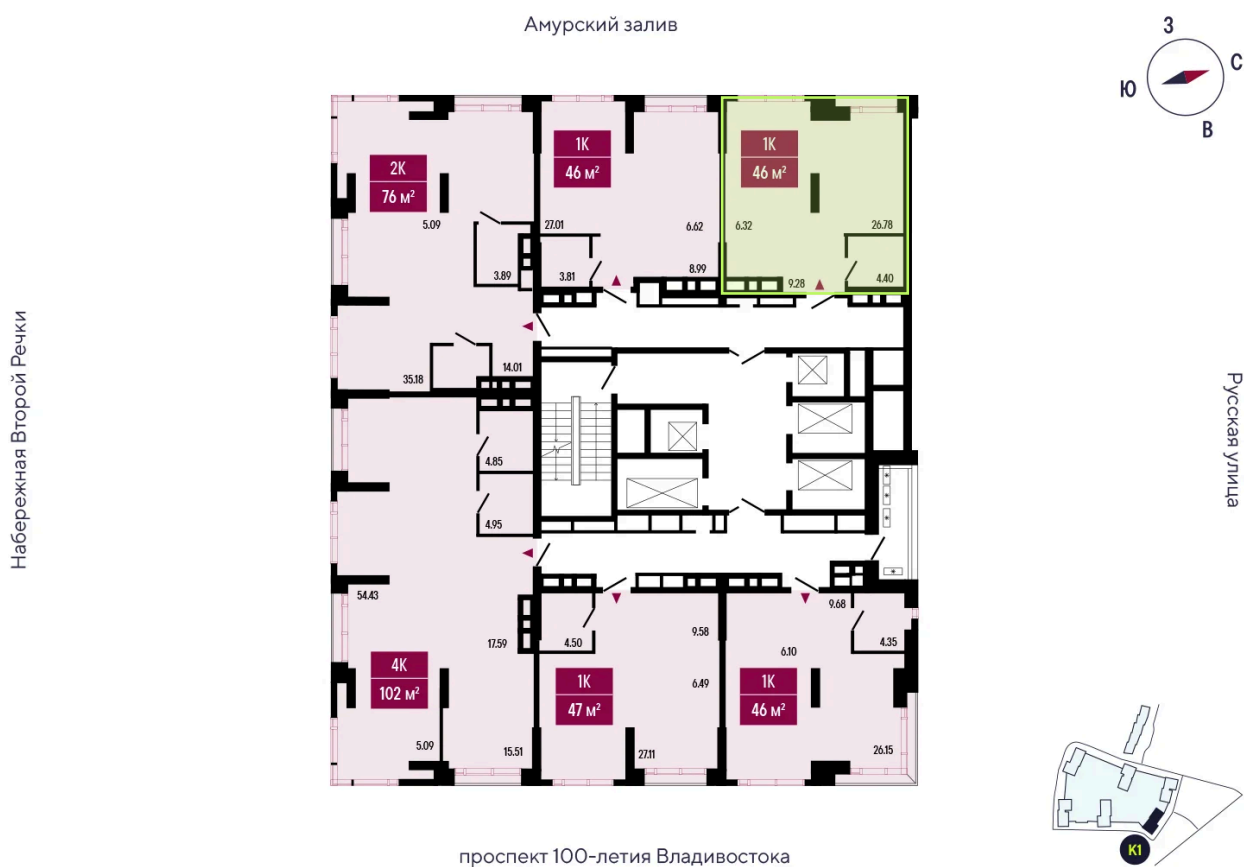 Амурский залив
З
С
Ю
В
2К
76 м²
5.09
3.89
35.18
14.01
1К
46 м²
27.01
6.62
3.81
8.99
1К
46 м²
6.32
26.78
9.28
4.40
Набережная Второй Речки
Русская улица
4.85
4.95
54.43
17.59
4К
102 м²
5.09
15.51
4.50
9.58
6.49
1К
47 м²
27.11
9.68
4.35
6.10
1К
46 м²
26.15
К1
проспект 100-летия Владивостока